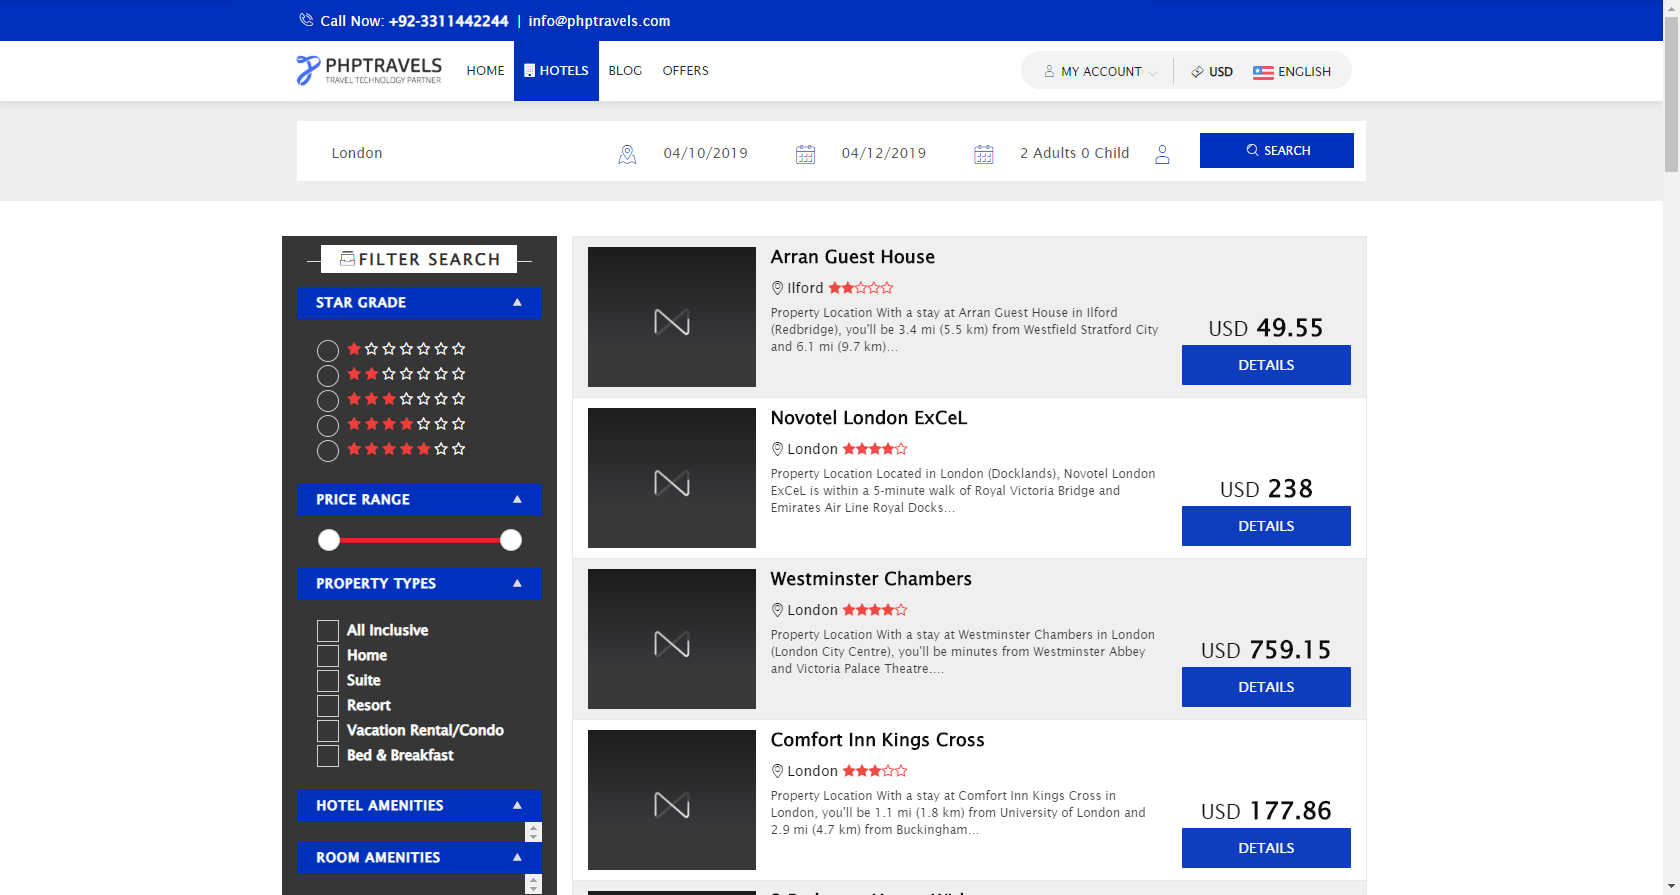 Call Now: +92-3311442244 | info@phptravels.com
PHPTRAVELS
TRAVEL TECHNOLOGY PARTNER
HOME
HOTELS
BLOG
OFFERS
MY ACCOUNT
USD
ENGLISH
London
04/10/2019
04/12/2019
2 Adults 0 Child
SEARCH
FILTER SEARCH
STAR GRADE
PRICE RANGE
PROPERTY TYPES
All Inclusive
Home
Suite
Resort
Vacation Rental/Condo
Bed & Breakfast
HOTEL AMENITIES
ROOM AMENITIES
Arran Guest House
Ilford
Property Location With a stay at Arran Guest House in Ilford
(Redbridge), you'll be 3.4 mi (5.5 km) from Westfield Stratford City
and 6.1 mi (9.7 km)...
USD 49.55
DETAILS
Novotel London ExCeL
London
Property Location Located in London (Docklands), Novotel London
ExCeL is within a 5-minute walk of Royal Victoria Bridge and
Emirates Air Line Royal Docks...
USD 238
DETAILS
Westminster Chambers
London
Property Location With a stay at Westminster Chambers in London
(London City Centre), you'll be minutes from Westminster Abbey
and Victoria Palace Theatre....
USD 759.15
DETAILS
Comfort Inn Kings Cross
London
Property Location With a stay at Comfort Inn Kings Cross in
London, you'll be 1.1 mi (1.8 km) from University of London and
2.9 mi (4.7 km) from Buckingham...
USD 177.86
DETAILS